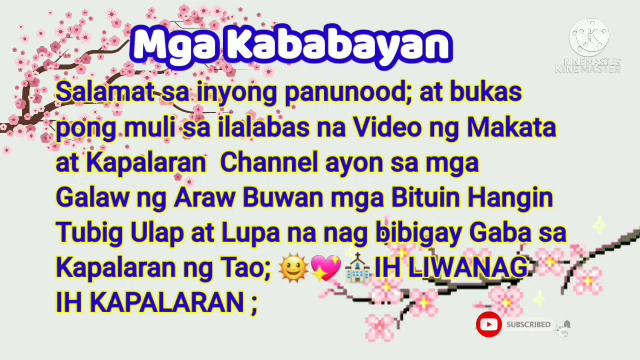 Mga Kababayan
Salamat sa inyong panunood; at bukas
pong muli sa ilalabas na Video ng Makata
at Kapalaran Channel ayon sa mga
Galaw ng Araw Buwan mga Bituin Hangin
Tubig Ulap at Lupa na nag bibigay Gaba sa
Kapalaran ng Tao; 🌞💝⛪IH LIWANAG.
IH KAPALARAN ;
KINEMASTER
KINEMASTER
SUBSCRIBED